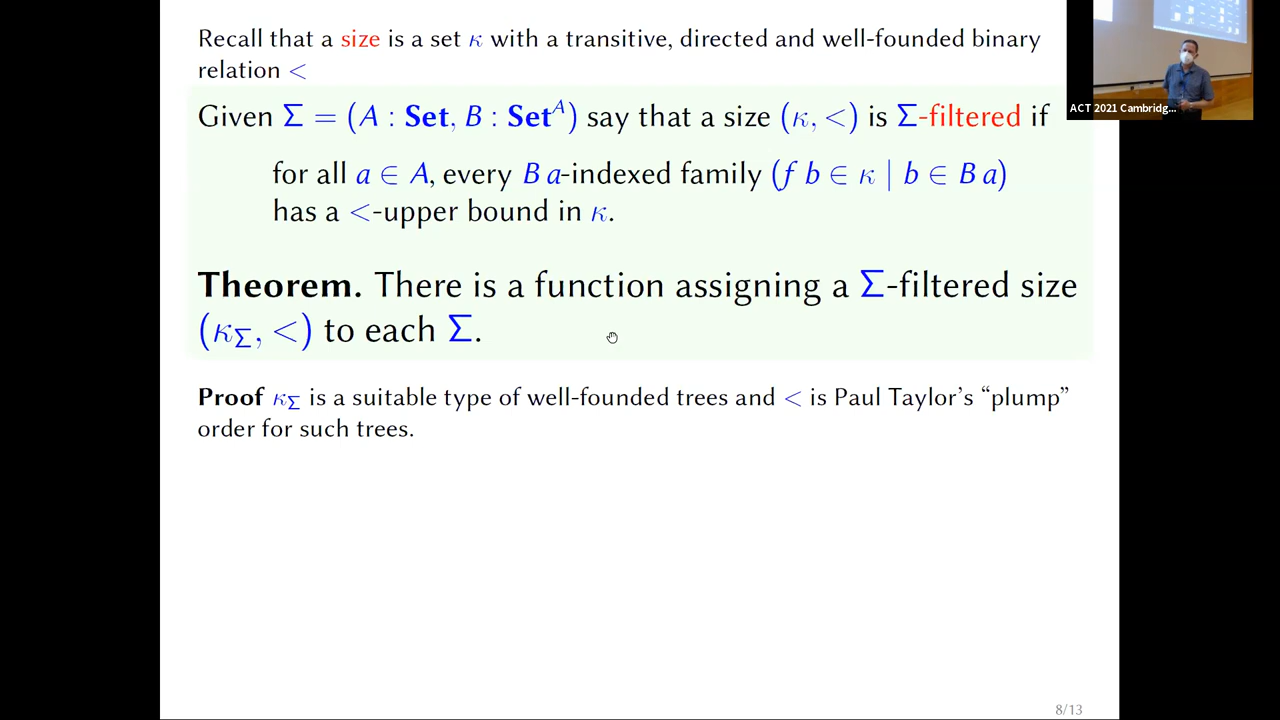 Recall that a size is a set κ with a transitive, directed and well-founded binary
relation <
Given Σ = (A : Set, B : Set^A) say that a size (κ, <) is Σ-filtered if
for all a ∈ A, every B a-indexed family (f b ∈ κ | b ∈ B a)
has a <-upper bound in κ.
Theorem. There is a function assigning a Σ-filtered size
(κ_Σ, <) to each Σ.
Proof κ_Σ is a suitable type of well-founded trees and < is Paul Taylor's “plump”
order for such trees.
8/13
ACT 2021 Cambridg...